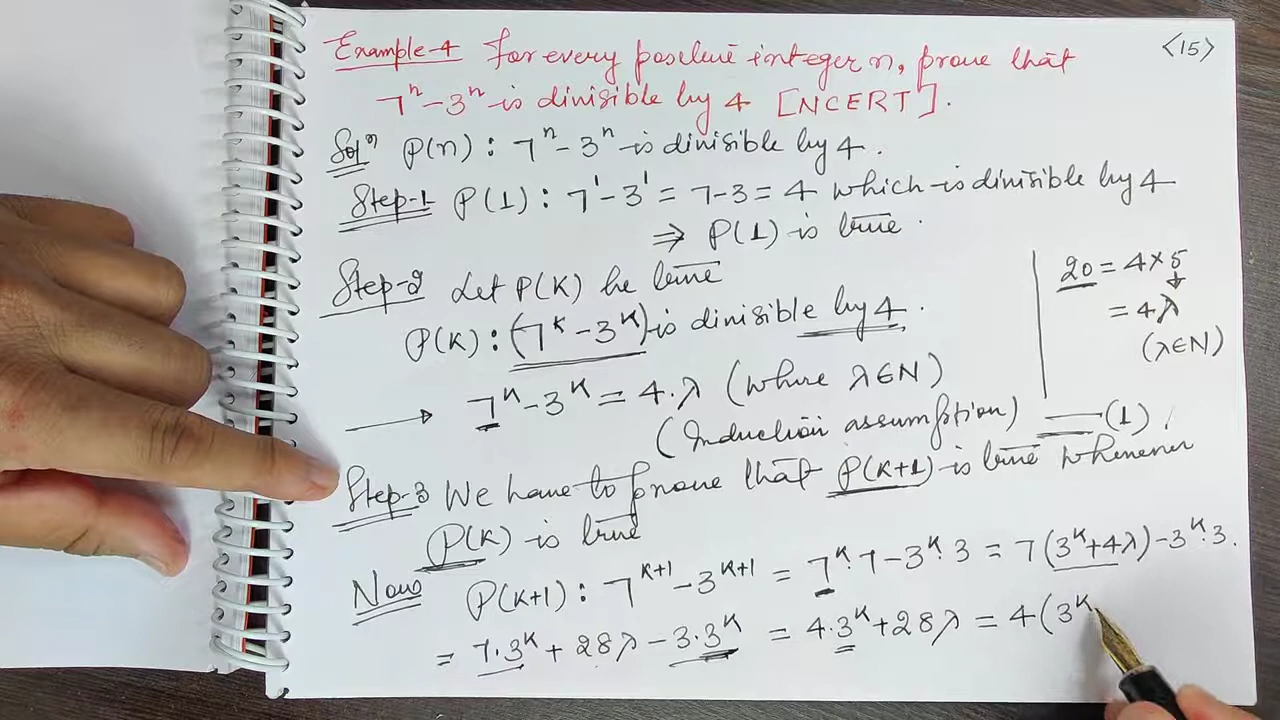 <15>
Example-4 For every positive integer n, prove that
7ⁿ - 3ⁿ is divisible by 4 [NCERT].
Solⁿ P(n) : 7ⁿ - 3ⁿ is divisible by 4.
Step-1 P(1) : 7¹ - 3¹ = 7 - 3 = 4 which is divisible by 4
⇒ P(1) is true.
Step-2 Let P(K) be true
P(K) : (7ᴷ - 3ᴷ) is divisible by 4.
→ 7ᴷ - 3ᴷ = 4.λ (Where λ∈N)
(Induction assumption) —— (1).
20 = 4×5
= 4λ
(λ∈N)
Step-3 We have to prove that P(K+1) is true whenever
P(K) is true
Now P(K+1) : 7ᴷ⁺¹ - 3ᴷ⁺¹ = 7ᴷ.7 - 3ᴷ.3 = 7(3ᴷ+4λ) - 3ᴷ.3.
= 7.3ᴷ + 28λ - 3.3ᴷ = 4.3ᴷ + 28λ = 4(3ᴷ